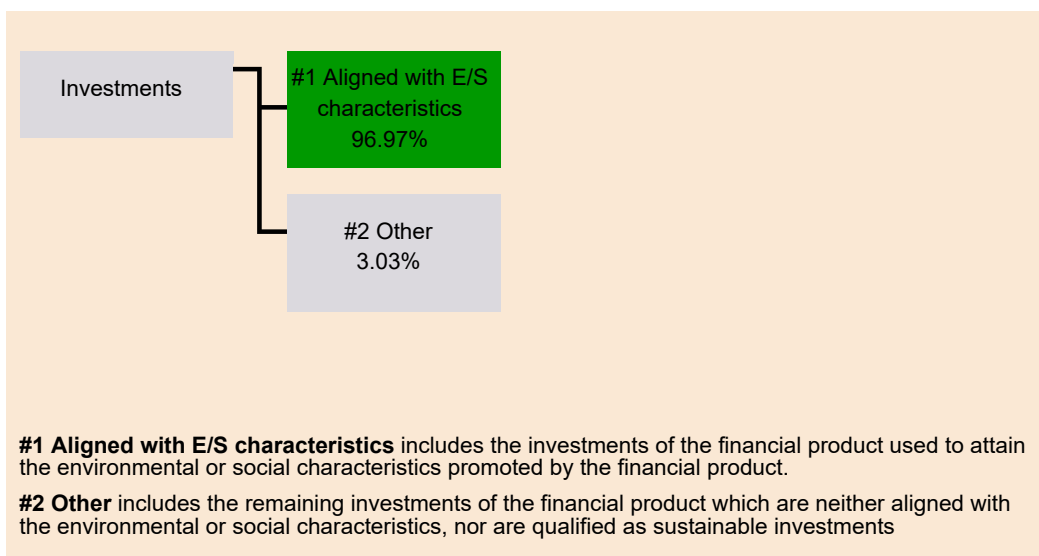 Investments
#1 Aligned with E/S
characteristics
96.97%
#2 Other
3.03%
#1 Aligned with E/S characteristics includes the investments of the financial product used to attain
the environmental or social characteristics promoted by the financial product.
#2 Other includes the remaining investments of the financial product which are neither aligned with
the environmental or social characteristics, nor are qualified as sustainable investments